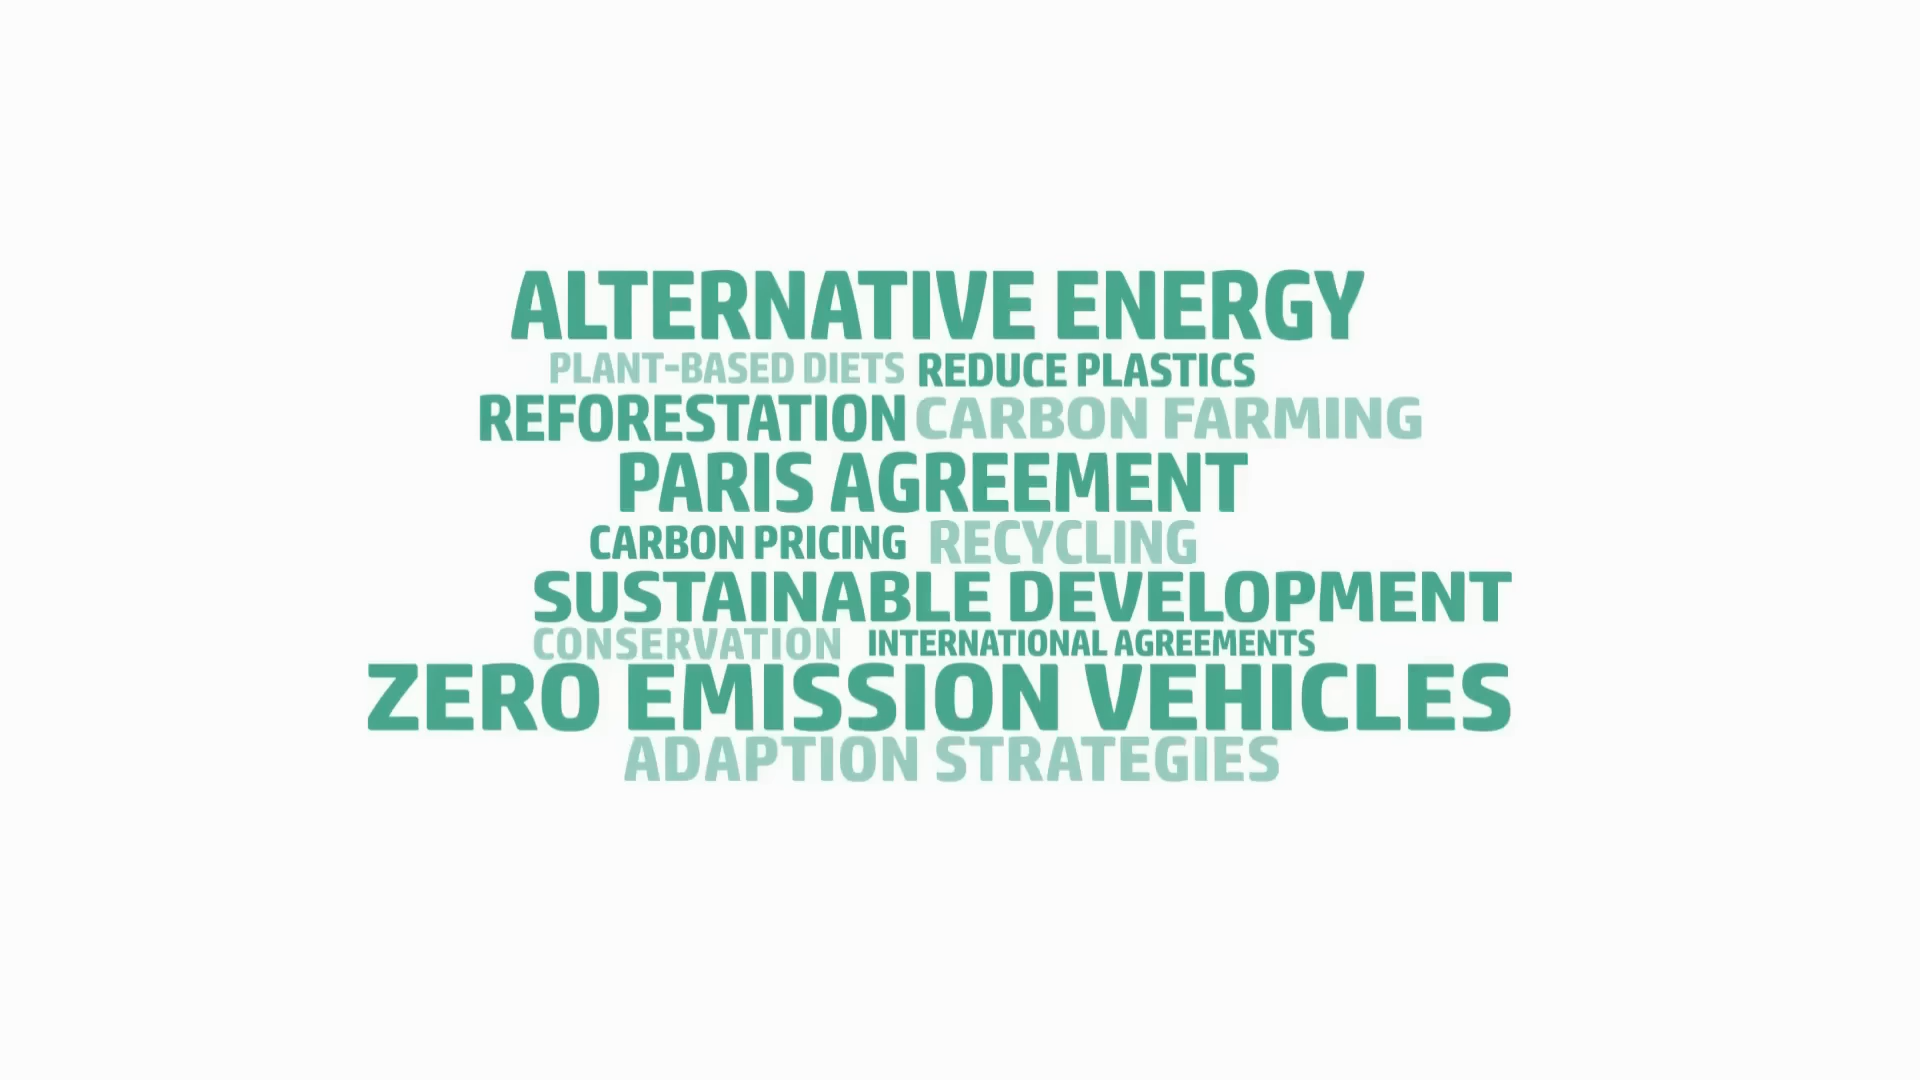 ALTERNATIVE ENERGY
PLANT-BASED DIETS REDUCE PLASTICS
REFORESTATION CARBON FARMING
PARIS AGREEMENT
CARBON PRICING RECYCLING
SUSTAINABLE DEVELOPMENT
CONSERVATION INTERNATIONAL AGREEMENTS
ZERO EMISSION VEHICLES
ADAPTION STRATEGIES